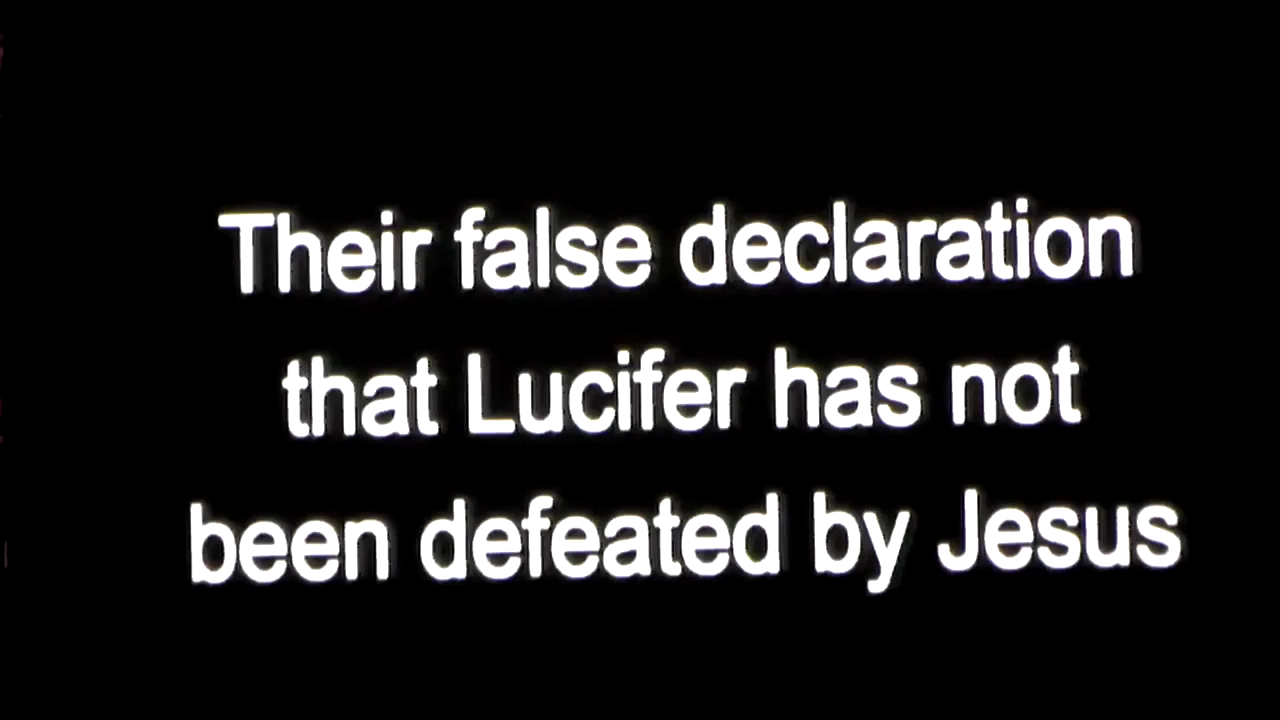 Their false declaration
that Lucifer has not
been defeated by Jesus